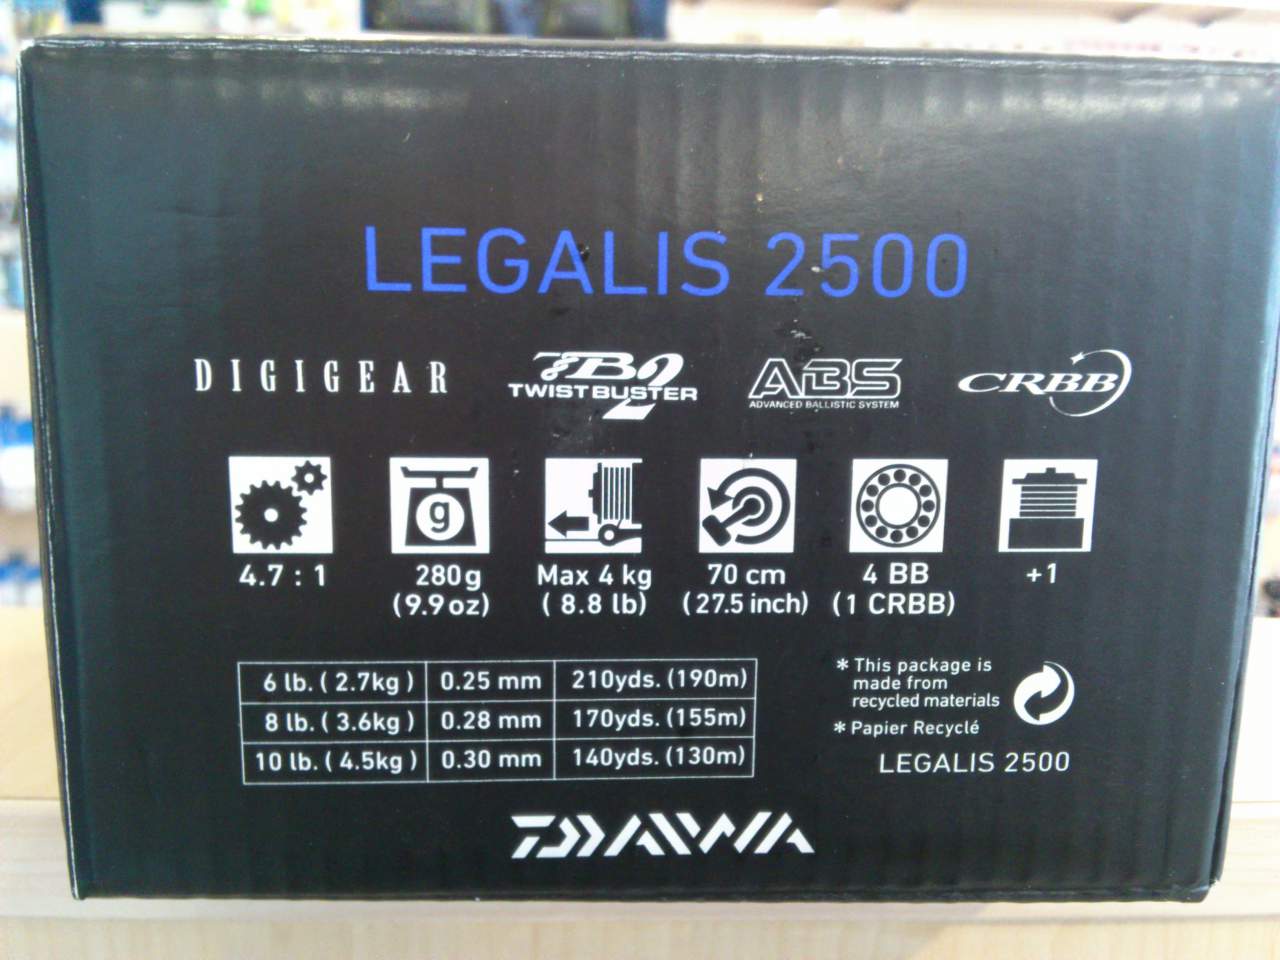 LEGALIS 2500
DIGIGEAR
TB2
TWISTBUSTER
ABS
ADVANCED BALLISTIC SYSTEM
CRBB
g
4.7 : 1
280g
(9.9oz)
Max 4 kg
( 8.8 lb)
70 cm
(27.5 inch)
4 BB
(1 CRBB)
+1
6 lb. ( 2.7kg ) 0.25 mm 210yds. (190m)
8 lb. ( 3.6kg ) 0.28 mm 170yds. (155m)
10 lb. ( 4.5kg ) 0.30 mm 140yds. (130m)
* This package is
made from
recycled materials
* Papier Recyclé
LEGALIS 2500
DAIWA